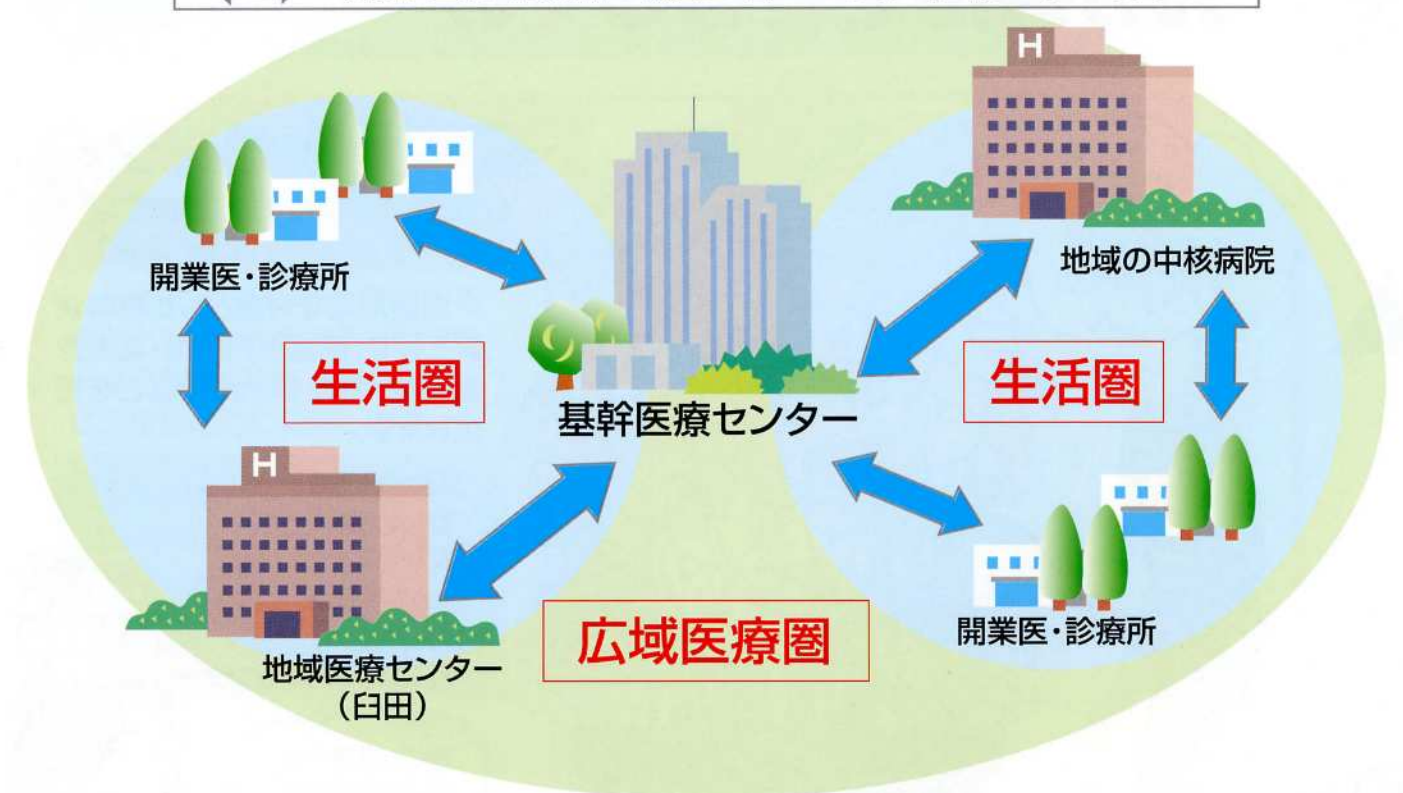 H
開業医・診療所
地域の中核病院
生活圏
生活圏
基幹医療センター
H
広域医療圏
開業医・診療所
地域医療センター
（臼田）